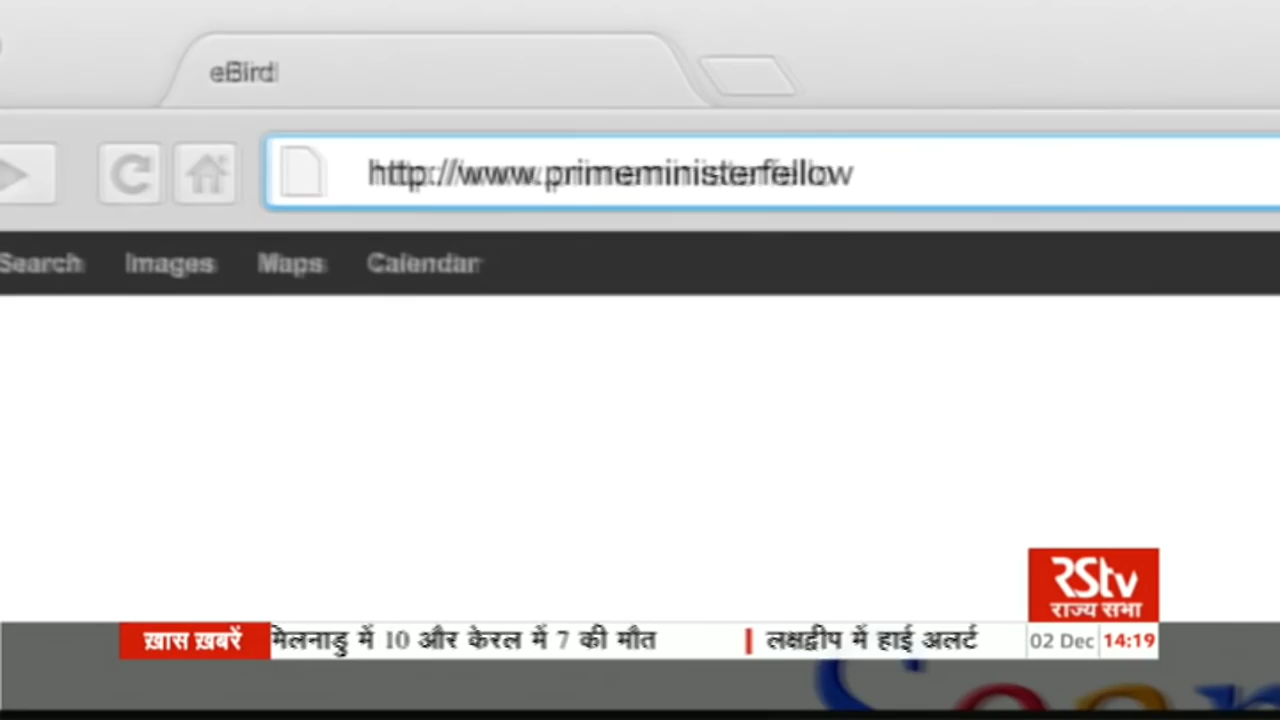 eBird
http://www.primeministerfellow
Search Images Maps Calendar
RStv
राज्य सभा
ख़ास ख़बरें मिलनाडु में 10 और केरल में 7 की मौत | लक्षद्वीप में हाई अलर्ट 02 Dec 14:19